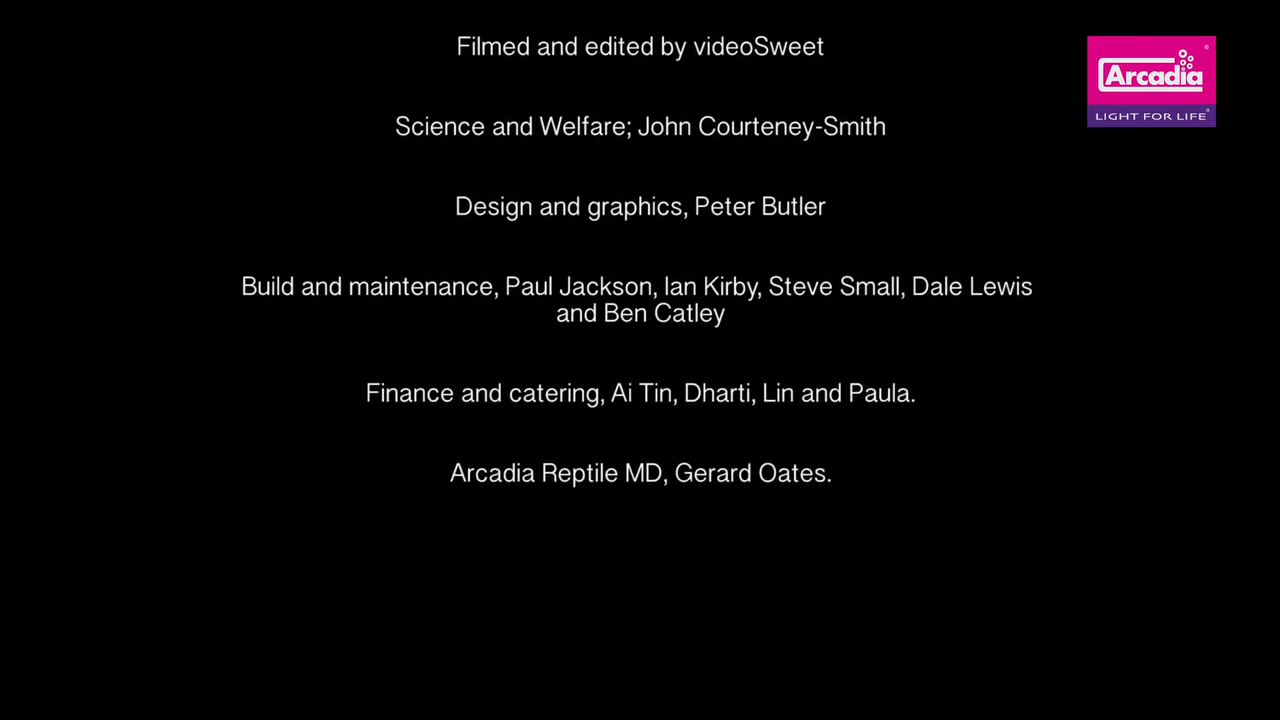 Filmed and edited by videoSweet
Arcadia
LIGHT FOR LIFE
Science and Welfare; John Courteney-Smith
Design and graphics, Peter Butler
Build and maintenance, Paul Jackson, Ian Kirby, Steve Small, Dale Lewis
and Ben Catley
Finance and catering, Ai Tin, Dharti, Lin and Paula.
Arcadia Reptile MD, Gerard Oates.